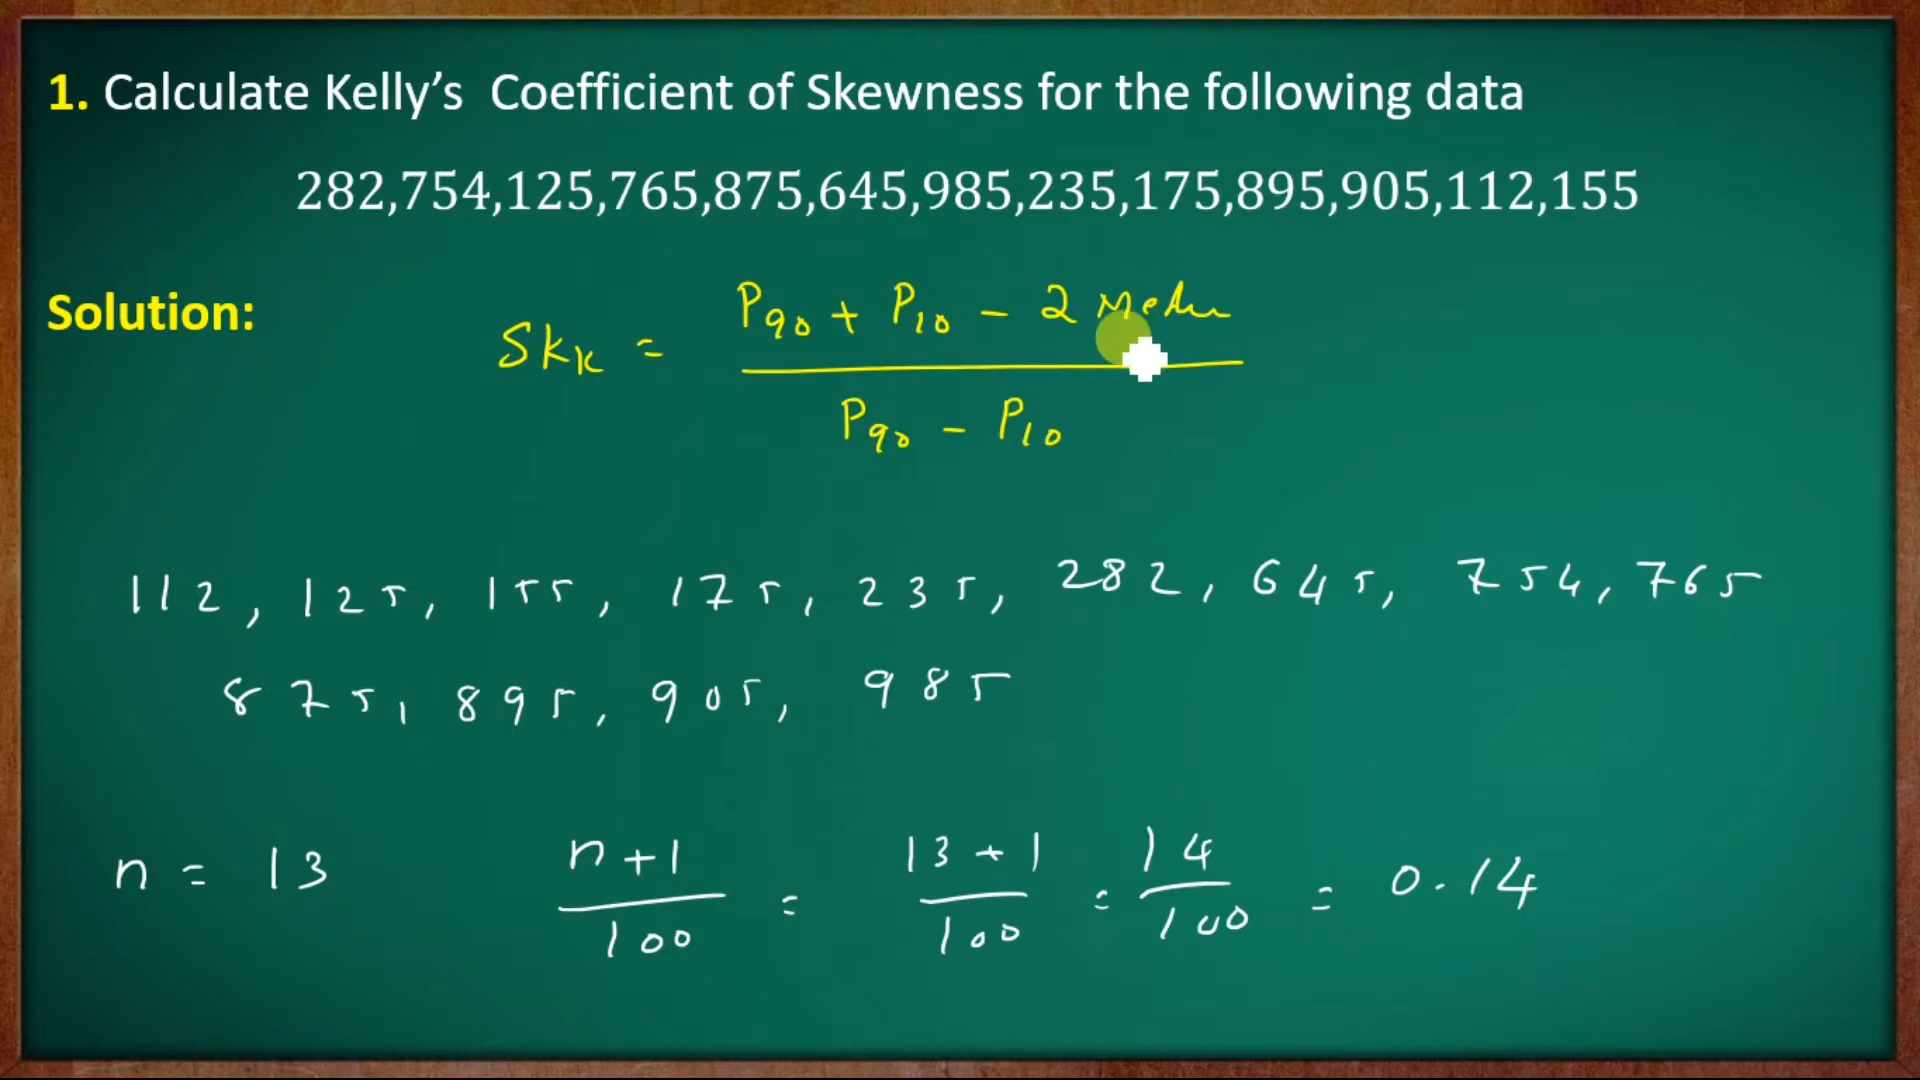 1. Calculate Kelly’s Coefficient of Skewness for the following data
282,754,125,765,875,645,985,235,175,895,905,112,155
Solution:
Skₖ = (P₉₀ + P₁₀ - 2 Medn) / (P₉₀ - P₁₀)
112, 125, 155, 175, 235, 282, 645, 754, 765
875, 895, 905, 985
n = 13    (n+1)/100 = (13+1)/100 = 14/100 = 0.14